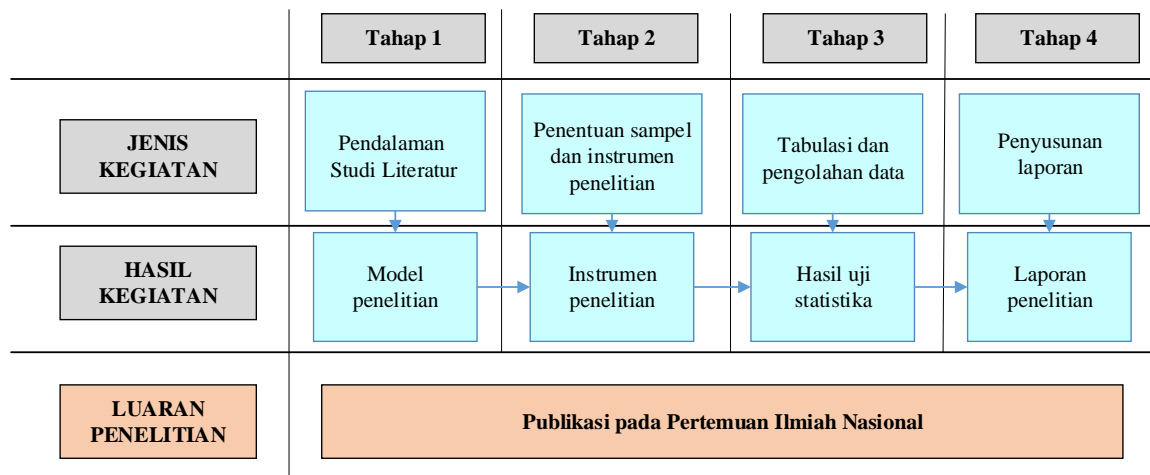 Tahap 1
Tahap 2
Tahap 3
Tahap 4
JENIS
KEGIATAN
Pendalaman
Studi Literatur
Penentuan sampel
dan instrumen
penelitian
Tabulasi dan
pengolahan data
Penyusunan
laporan
HASIL
KEGIATAN
Model
penelitian
Instrumen
penelitian
Hasil uji
statistika
Laporan
penelitian
LUARAN
PENELITIAN
Publikasi pada Pertemuan Ilmiah Nasional